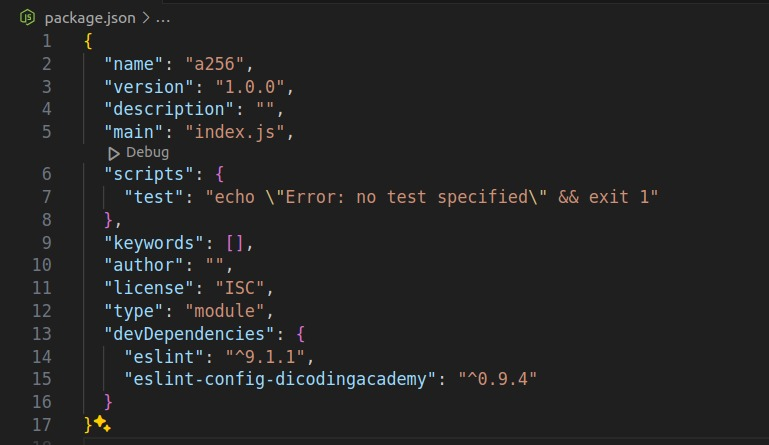 package.json > ...
1 {
2 "name": "a256",
3 "version": "1.0.0",
4 "description": "",
5 "main": "index.js",
Debug
6 "scripts": {
7 "test": "echo \"Error: no test specified\" && exit 1"
8 },
9 "keywords": [],
10 "author": "",
11 "license": "ISC",
12 "type": "module",
13 "devDependencies": {
14 "eslint": "^9.1.1",
15 "eslint-config-dicodingacademy": "^0.9.4"
16 }
17 }